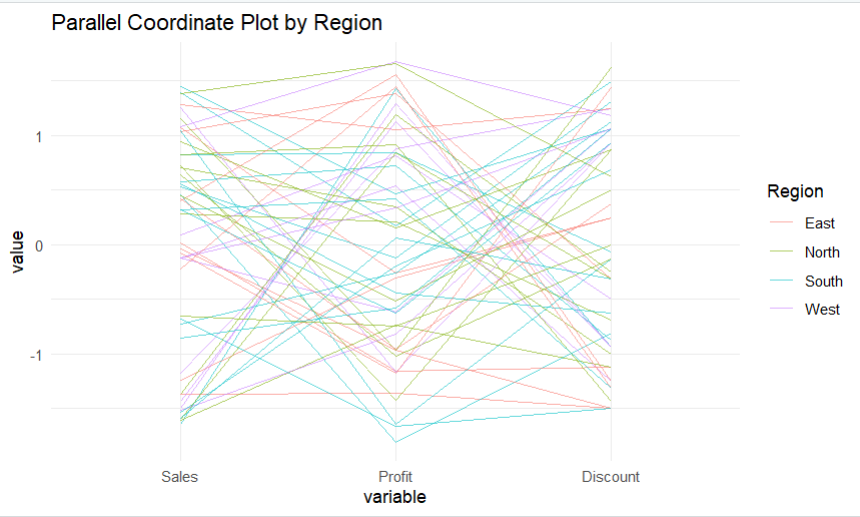 Parallel Coordinate Plot by Region
value
1
0
-1
Sales Profit Discount
variable
Region
East
North
South
West